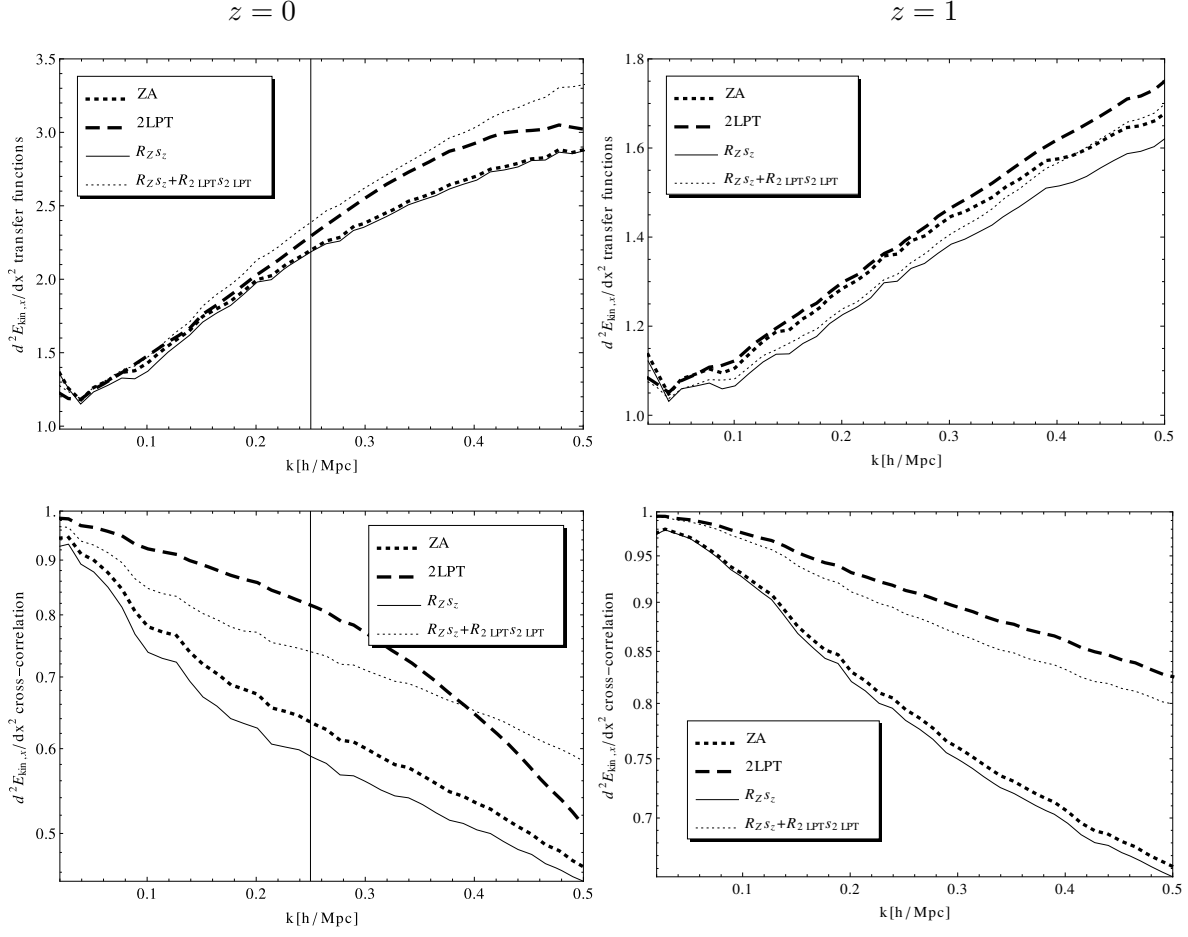 z = 0
z = 1
3.5
3.0
2.5
2.0
1.5
1.0
d ²E_kin,x / dx² transfer functions
ZA
2LPT
R_Z s_z
R_Z s_z + R_2 LPT s_2 LPT
0.1 0.2 0.3 0.4 0.5
k [h / Mpc]
1.8
1.6
1.4
1.2
1.0
d ²E_kin,x / dx² transfer functions
ZA
2LPT
R_Z s_z
R_Z s_z + R_2 LPT s_2 LPT
0.1 0.2 0.3 0.4 0.5
k [h / Mpc]
1.
0.9
0.8
0.7
0.6
0.5
d ²E_kin,x / dx² cross−correlation
ZA
2LPT
R_Z s_z
R_Z s_z + R_2 LPT s_2 LPT
0.1 0.2 0.3 0.4 0.5
k [h / Mpc]
1.
0.95
0.9
0.85
0.8
0.75
0.7
d ²E_kin,x / dx² cross−correlation
ZA
2LPT
R_Z s_z
R_Z s_z + R_2 LPT s_2 LPT
0.1 0.2 0.3 0.4 0.5
k [h / Mpc]